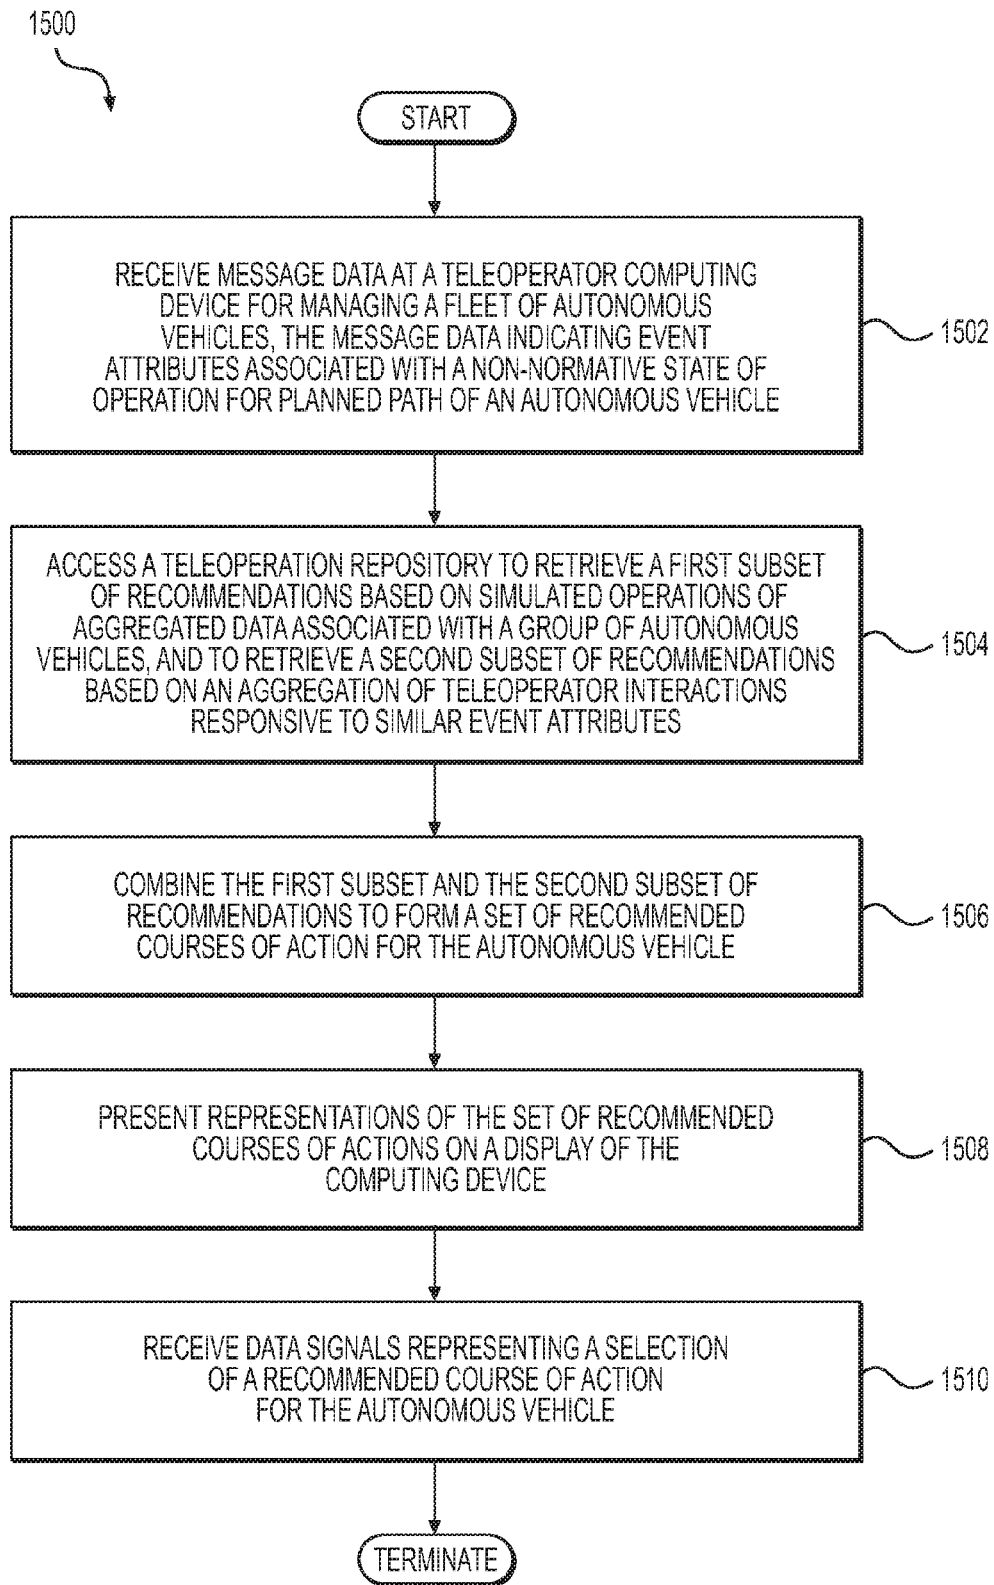 1500
START
RECEIVE MESSAGE DATA AT A TELEOPERATOR COMPUTING
DEVICE FOR MANAGING A FLEET OF AUTONOMOUS
VEHICLES, THE MESSAGE DATA INDICATING EVENT
ATTRIBUTES ASSOCIATED WITH A NON-NORMATIVE STATE OF
OPERATION FOR PLANNED PATH OF AN AUTONOMOUS VEHICLE
1502
ACCESS A TELEOPERATION REPOSITORY TO RETRIEVE A FIRST SUBSET
OF RECOMMENDATIONS BASED ON SIMULATED OPERATIONS OF
AGGREGATED DATA ASSOCIATED WITH A GROUP OF AUTONOMOUS
VEHICLES, AND TO RETRIEVE A SECOND SUBSET OF RECOMMENDATIONS
BASED ON AN AGGREGATION OF TELEOPERATOR INTERACTIONS
RESPONSIVE TO SIMILAR EVENT ATTRIBUTES
1504
COMBINE THE FIRST SUBSET AND THE SECOND SUBSET OF
RECOMMENDATIONS TO FORM A SET OF RECOMMENDED
COURSES OF ACTION FOR THE AUTONOMOUS VEHICLE
1506
PRESENT REPRESENTATIONS OF THE SET OF RECOMMENDED
COURSES OF ACTIONS ON A DISPLAY OF THE
COMPUTING DEVICE
1508
RECEIVE DATA SIGNALS REPRESENTING A SELECTION
OF A RECOMMENDED COURSE OF ACTION
FOR THE AUTONOMOUS VEHICLE
1510
TERMINATE